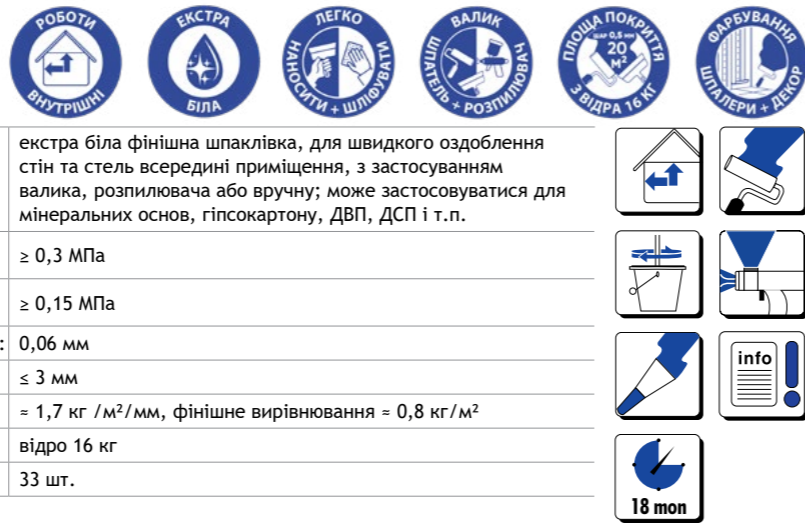 РОБОТИ
ВНУТРІШНІ
ЕКСТРА
БІЛА
ЛЕГКО
НАНОСИТИ + ШЛІФУВАТИ
ВАЛИК
ШПАТЕЛЬ + РОЗПИЛЮВАЧ
ПЛОЩА ПОКРИТТЯ
ШАР 0,5 ММ
20
М²
З ВІДРА 16 КГ
ФАРБУВАННЯ
ШПАЛЕРИ + ДЕКОР
екстра біла фінішна шпаклівка, для швидкого оздоблення
стін та стель всередині приміщення, з застосуванням
валика, розпилювача або вручну; може застосовуватися для
мінеральних основ, гіпсокартону, ДВП, ДСП і т.п.
≥ 0,3 МПа
≥ 0,15 МПа
: 0,06 мм
≤ 3 мм
≈ 1,7 кг /м²/мм, фінішне вирівнювання ≈ 0,8 кг/м²
відро 16 кг
33 шт.
info
18 mon